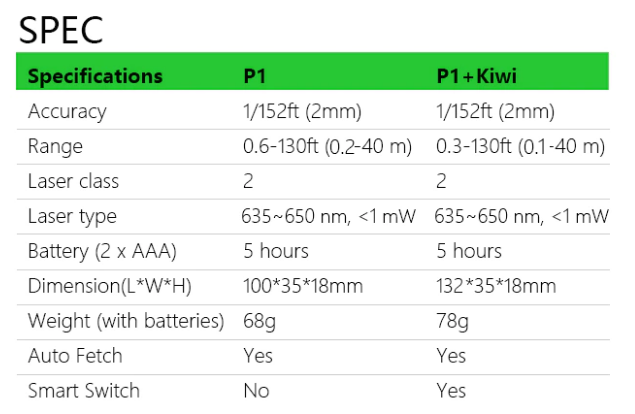 SPEC
Specifications P1 P1+Kiwi
Accuracy 1/152ft (2mm) 1/152ft (2mm)
Range 0.6-130ft (0.2-40 m) 0.3-130ft (0.1-40 m)
Laser class 2 2
Laser type 635~650 nm, <1 mW 635~650 nm, <1 mW
Battery (2 x AAA) 5 hours 5 hours
Dimension(L*W*H) 100*35*18mm 132*35*18mm
Weight (with batteries) 68g 78g
Auto Fetch Yes Yes
Smart Switch No Yes